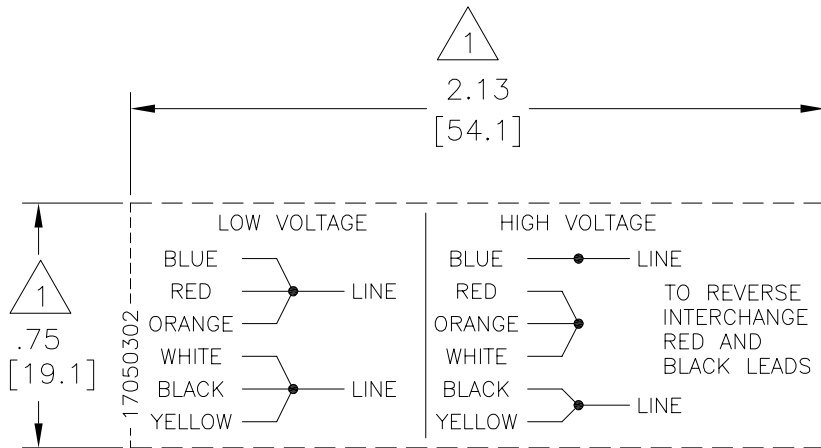 1
2.13
[54.1]
1
.75
[19.1]
17050302
LOW VOLTAGE
BLUE
RED
LINE
ORANGE
WHITE
BLACK
LINE
YELLOW
HIGH VOLTAGE
BLUE
LINE
RED
ORANGE
WHITE
BLACK
LINE
YELLOW
TO REVERSE
INTERCHANGE
RED AND
BLACK LEADS